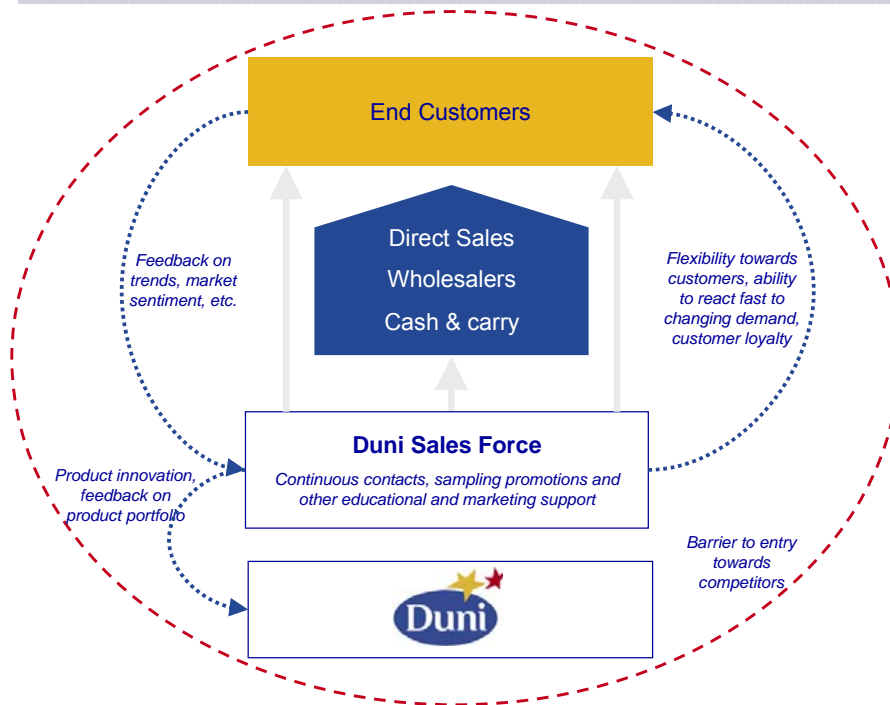 End Customers
Direct Sales
Wholesalers
Cash & carry
Feedback on
trends, market
sentiment, etc.
Flexibility towards
customers, ability
to react fast to
changing demand,
customer loyalty
Duni Sales Force
Continuous contacts, sampling promotions and
other educational and marketing support
Product innovation,
feedback on
product portfolio
Barrier to entry
towards
competitors
Duni